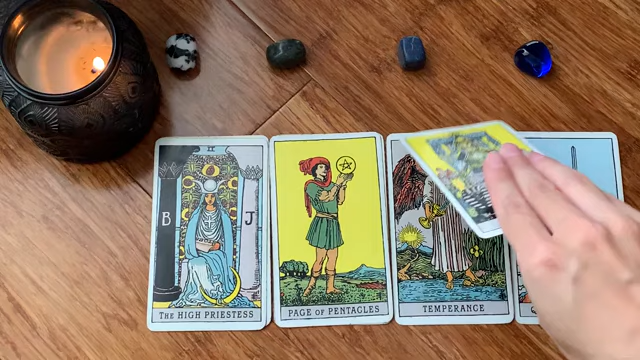 II
B J
THE HIGH PRIESTESS
PAGE OF PENTACLES
TEMPERANCE